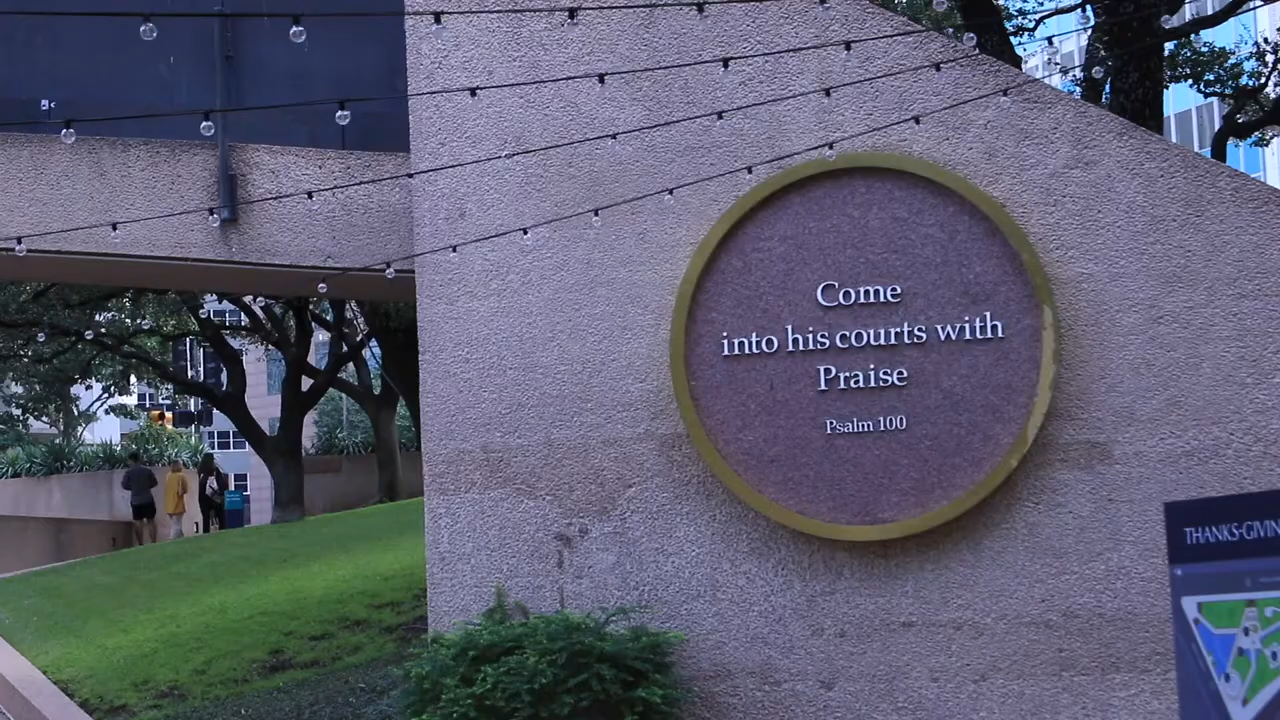 Come
into his courts with
Praise
Psalm 100
THANKS-GIVIN